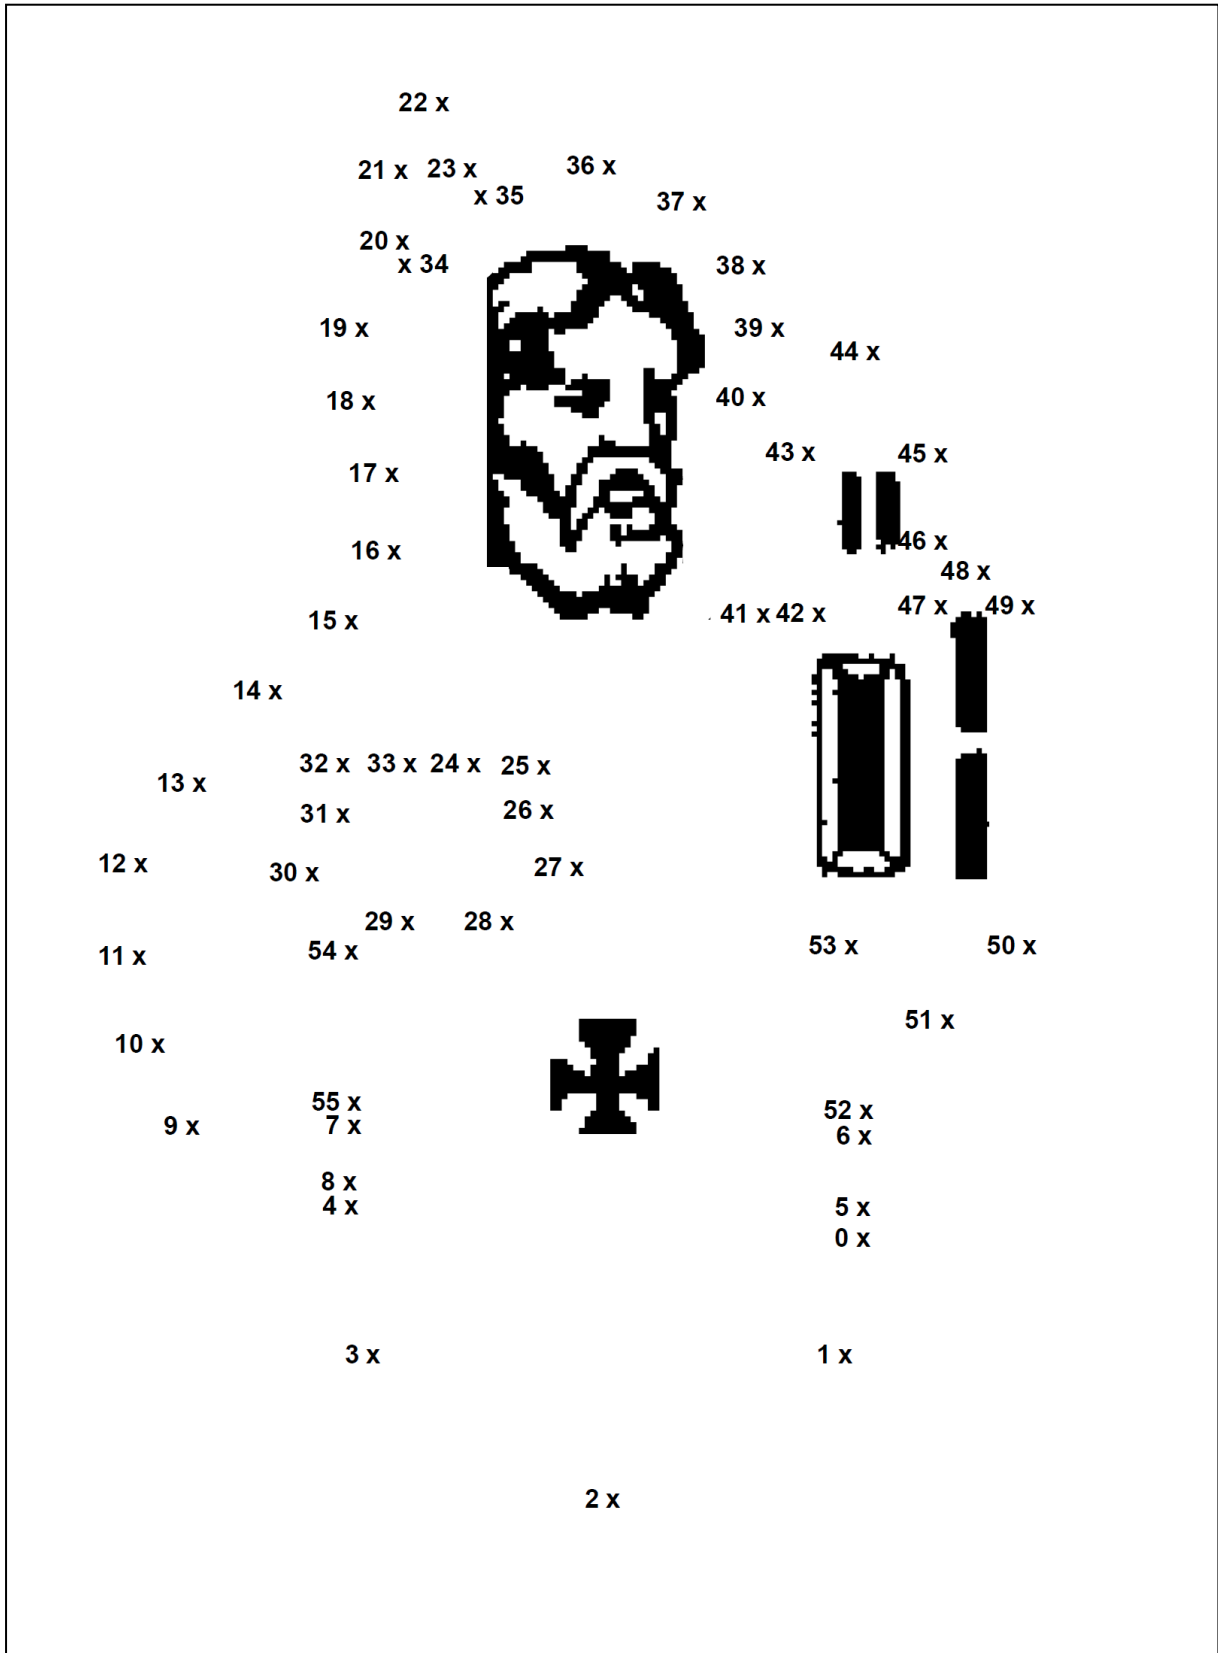 22 x
21 x 23 x 36 x
x 35
37 x
20 x
x 34 38 x
19 x 39 x
44 x
18 x 40 x
43 x 45 x
17 x
16 x 46 x
48 x
15 x 41 x 42 x 47 x 49 x
14 x
32 x 33 x 24 x 25 x
13 x
31 x 26 x
12 x 30 x 27 x
29 x 28 x
11 x 54 x 53 x 50 x
51 x
10 x
55 x 52 x
9 x 7 x 6 x
8 x
4 x 5 x
0 x
3 x 1 x
2 x